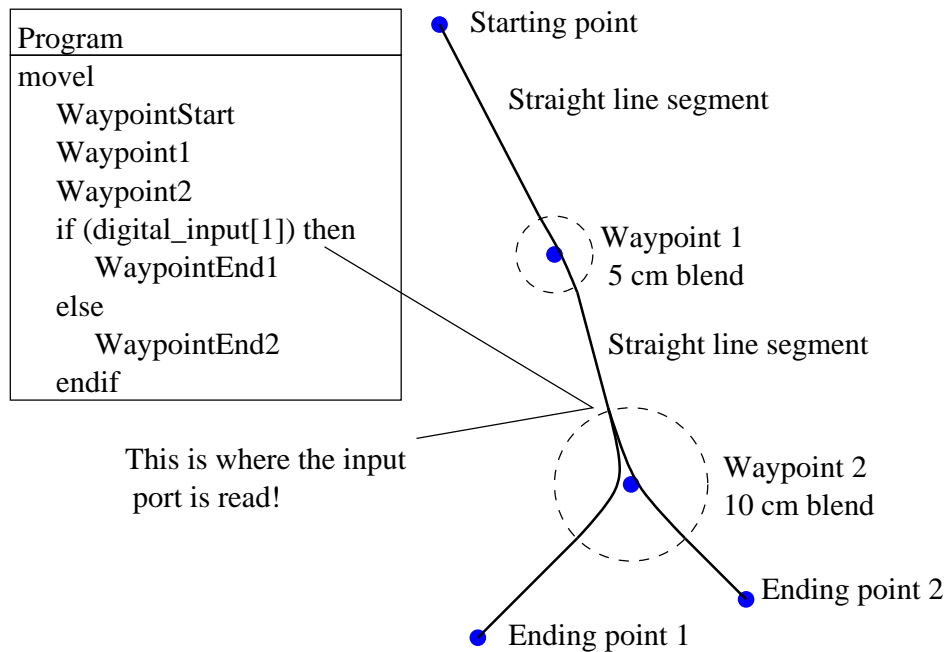 Program
movel
WaypointStart
Waypoint1
Waypoint2
if (digital_input[1]) then
WaypointEnd1
else
WaypointEnd2
endif
Starting point
Straight line segment
Waypoint 1
5 cm blend
Straight line segment
This is where the input
port is read!
Waypoint 2
10 cm blend
Ending point 2
Ending point 1